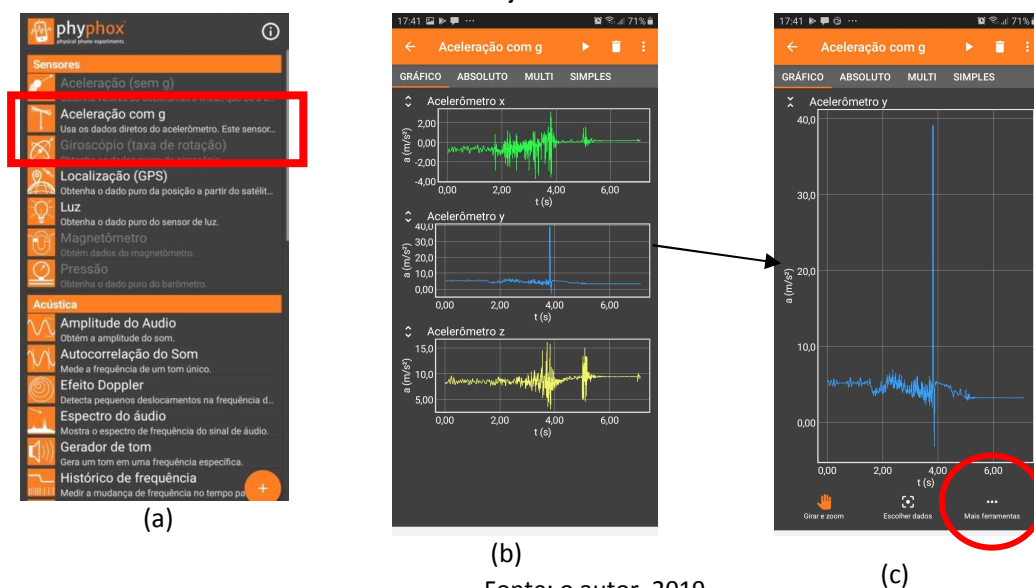 phyphox
physical phone experiments
Sensores
Aceleração (sem g)
Aceleração com g
Usa os dados diretos do acelerômetro. Este sensor...
Giroscópio (taxa de rotação)
Localização (GPS)
Obtenha o dado puro da posição a partir do satélit...
Luz
Obtenha o dado puro do sensor de luz.
Magnetômetro
Obtém dados do magnetômetro.
Pressão
Obtenha o dado puro do barômetro.
Acústica
Amplitude do Audio
Obtém a amplitude do som.
Autocorrelação do Som
Mede a frequência de um tom único.
Efeito Doppler
Detecta pequenos deslocamentos na frequência d...
Espectro do áudio
Mostra o espectro de frequência do sinal de áudio.
Gerador de tom
Gera um tom em uma frequência específica.
Histórico de frequência
Medir a mudança de frequência no tempo
+
(a)
17:41 ... 71%
Aceleração com g
GRÁFICO ABSOLUTO MULTI SIMPLES
Acelerômetro x
2,00
0,00
-2,00
-4,00
a (m/s²)
0,00 2,00 4,00 6,00
t (s)
Acelerômetro y
40,0
30,0
20,0
10,0
0,00
a (m/s²)
0,00 2,00 4,00 6,00
t (s)
Acelerômetro z
15,0
10,0
5,00
a (m/s²)
0,00 2,00 4,00 6,00
t (s)
(b)
17:41 ... 71%
Aceleração com g
GRÁFICO ABSOLUTO MULTI SIMPLES
Acelerômetro y
40,0
30,0
20,0
10,0
0,00
a (m/s²)
0,00 2,00 4,00 6,00
t (s)
Girar e zoom Escolher dados Mais ferramentas
(c)